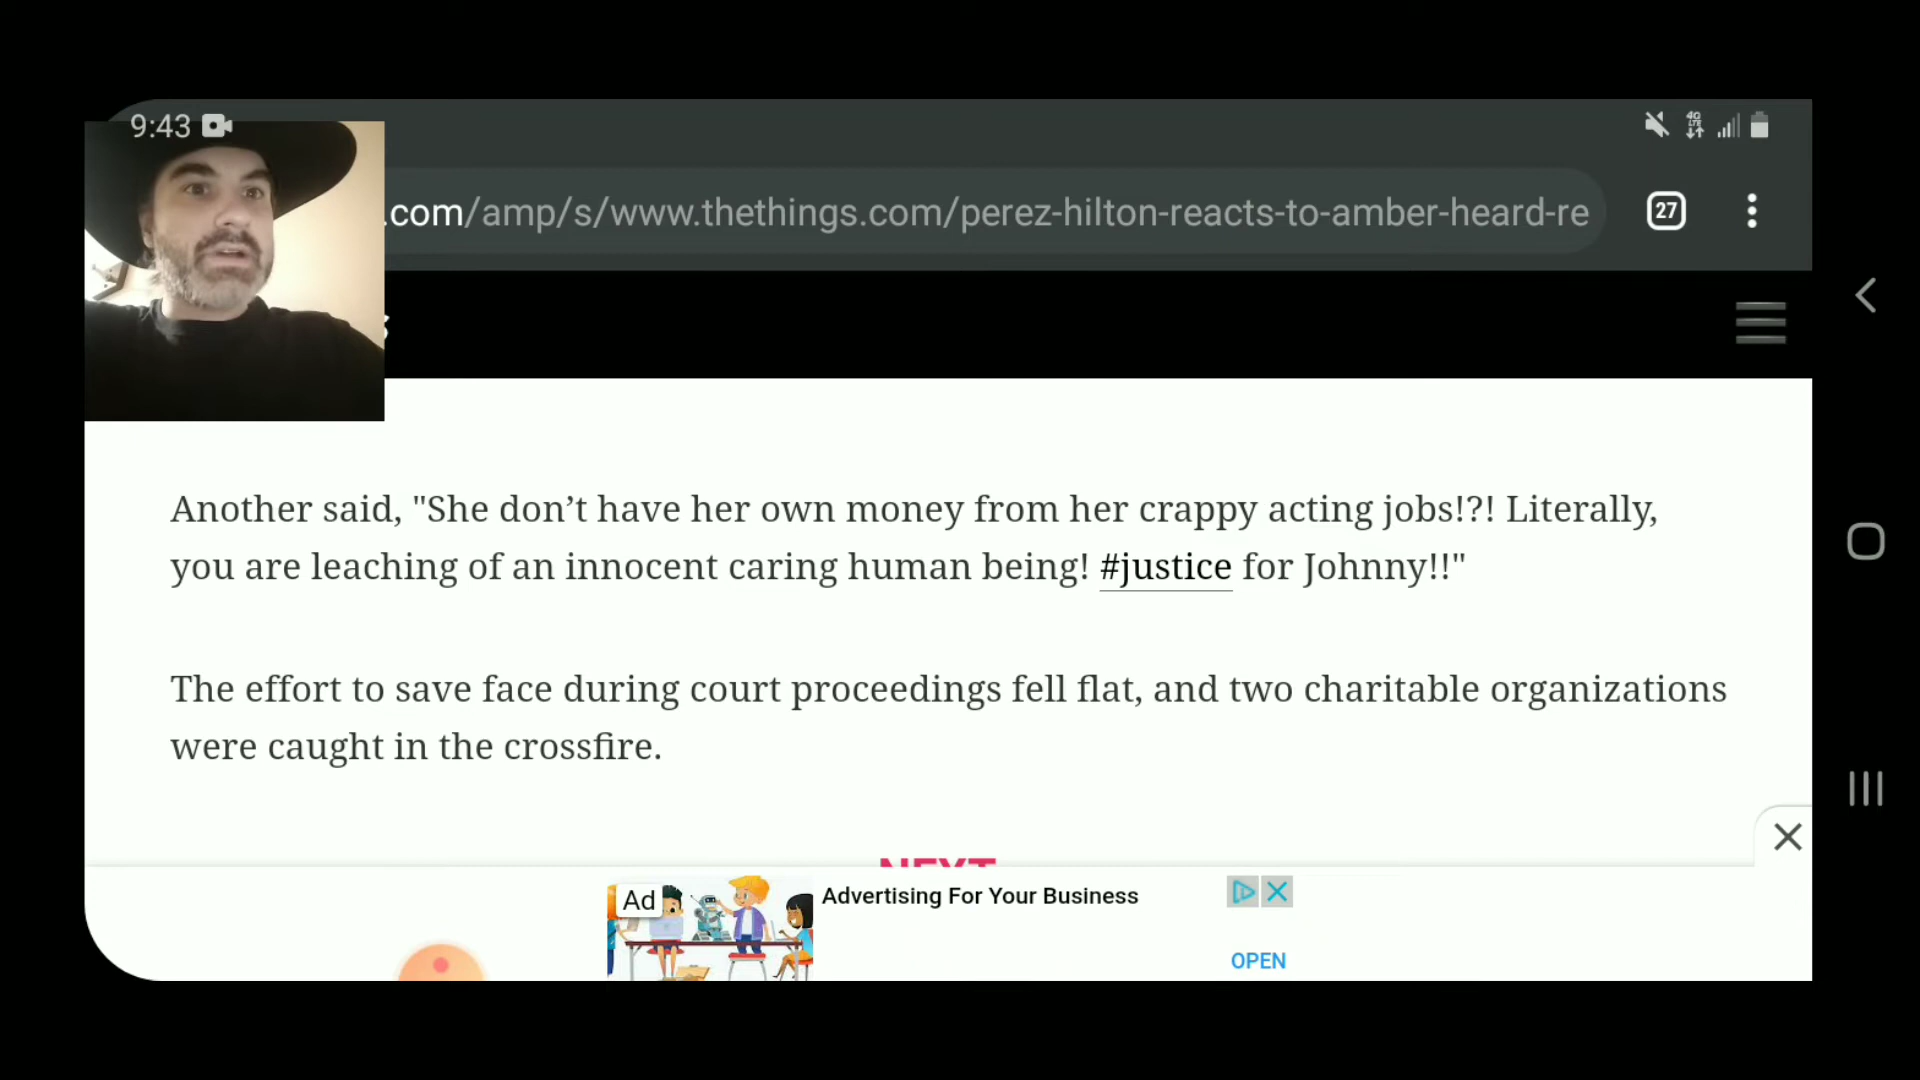 9:43
4G
LTE
.com/amp/s/www.thethings.com/perez-hilton-reacts-to-amber-heard-re
27
s
Another said, "She don’t have her own money from her crappy acting jobs!?! Literally,
you are leaching of an innocent caring human being! #justice for Johnny!!"
The effort to save face during court proceedings fell flat, and two charitable organizations
were caught in the crossfire.
NEXT
Ad
Advertising For Your Business
OPEN